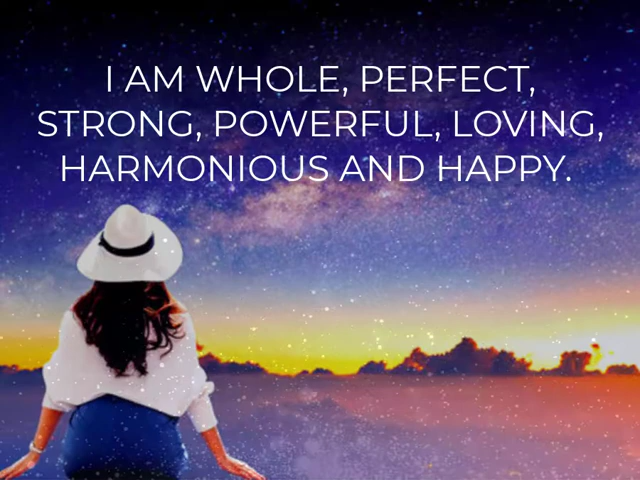 I AM WHOLE, PERFECT,
STRONG, POWERFUL, LOVING,
HARMONIOUS AND HAPPY.